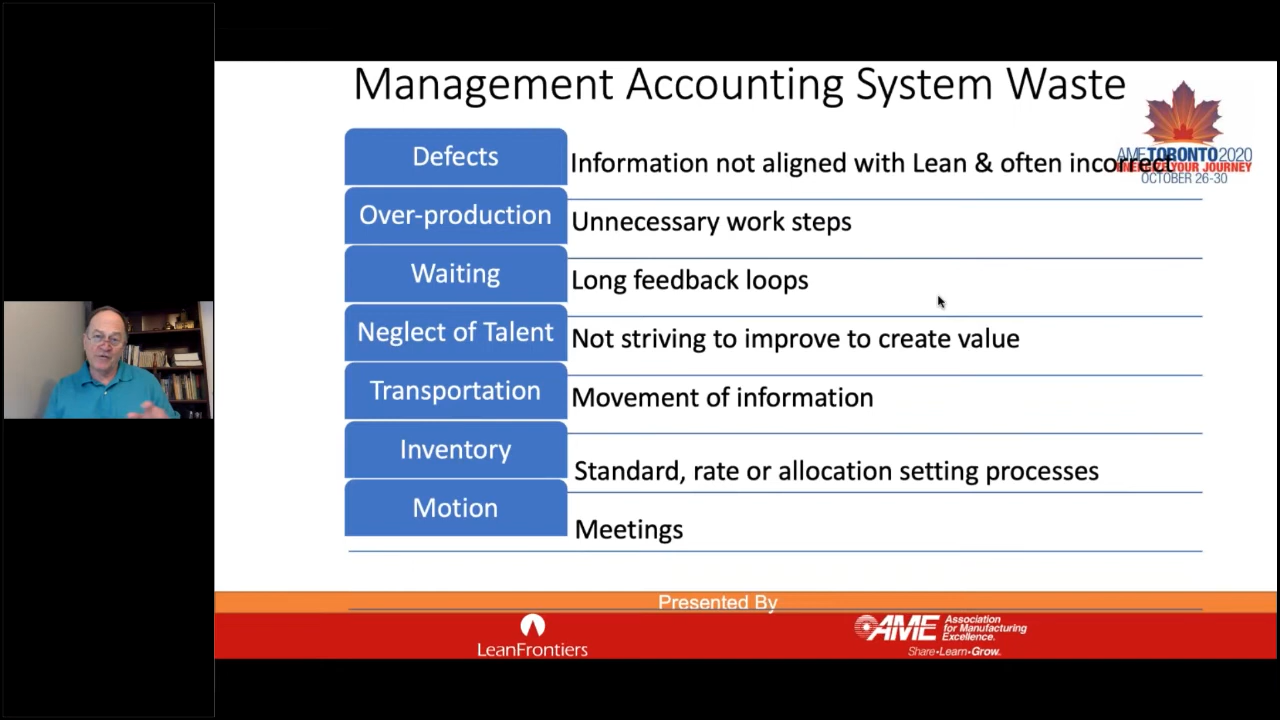 Management Accounting System Waste
AME TORONTO 2020
YOUR JOURNEY
OCTOBER 26-30
Defects
Information not aligned with Lean & often incorrect
Over-production
Unnecessary work steps
Waiting
Long feedback loops
Neglect of Talent
Not striving to improve to create value
Transportation
Movement of information
Inventory
Standard, rate or allocation setting processes
Motion
Meetings
Presented By
LeanFrontiers
AME
Association
for Manufacturing
Excellence.
Share•Learn•Grow.